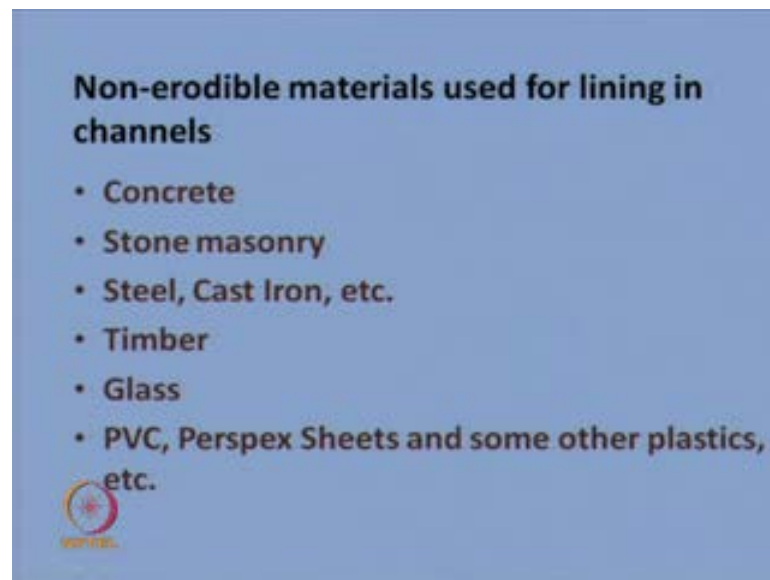 Non-erodible materials used for lining in
channels
• Concrete
• Stone masonry
• Steel, Cast Iron, etc.
• Timber
• Glass
• PVC, Perspex Sheets and some other plastics,
etc.